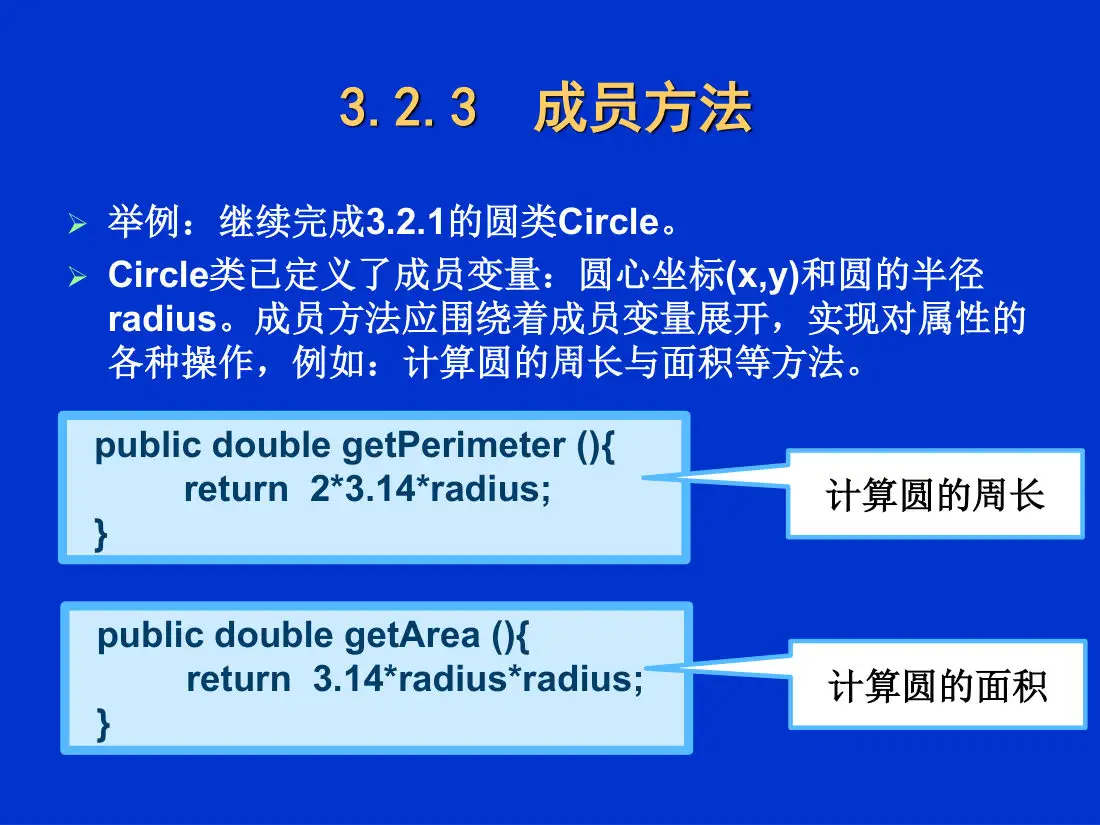 3.2.3 成员方法
举例：继续完成3.2.1的圆类Circle。
Circle类已定义了成员变量：圆心坐标(x,y)和圆的半径
radius。成员方法应围绕着成员变量展开，实现对属性的
各种操作，例如：计算圆的周长与面积等方法。
public double getPerimeter (){
return 2*3.14*radius;
}
计算圆的周长
public double getArea (){
return 3.14*radius*radius;
}
计算圆的面积